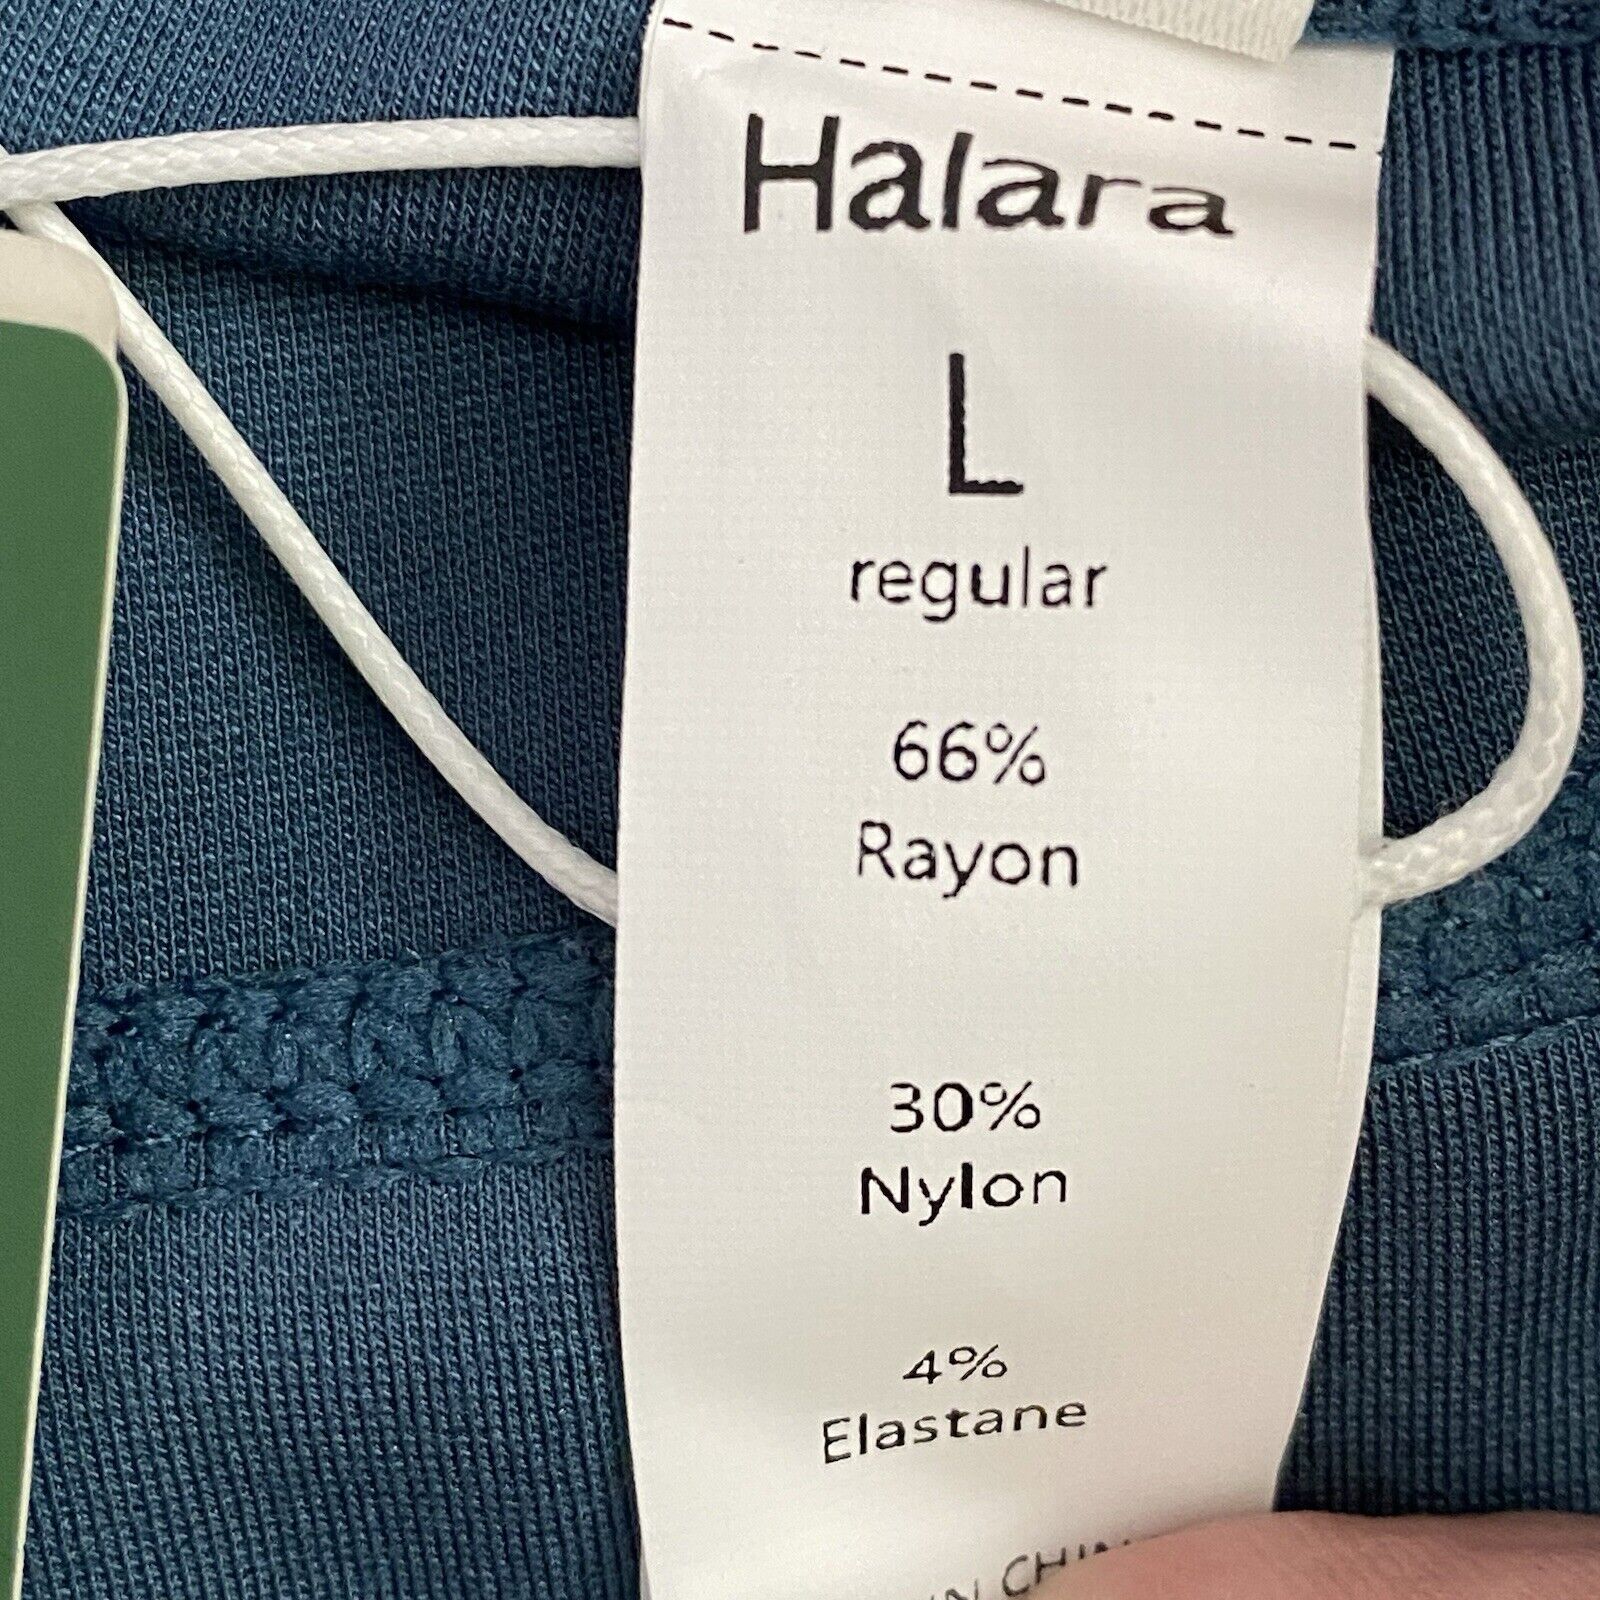 Halara
L
regular
66%
Rayon
30%
Nylon
4%
Elastane